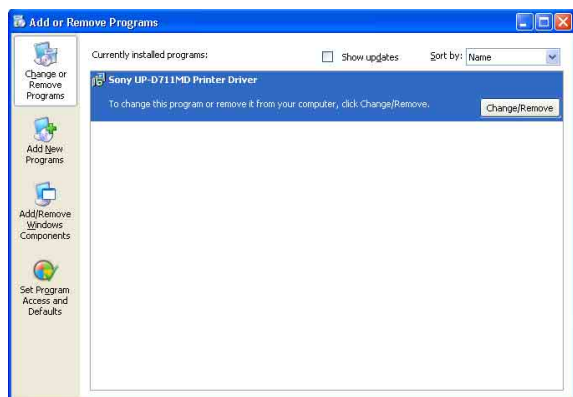 Add or Remove Programs
Currently installed programs:
Show updates
Sort by:
Name
Change or
Remove
Programs
Sony UP-D711MD Printer Driver
To change this program or remove it from your computer, click Change/Remove.
Change/Remove
Add New
Programs
Add/Remove
Windows
Components
Set Program
Access and
Defaults